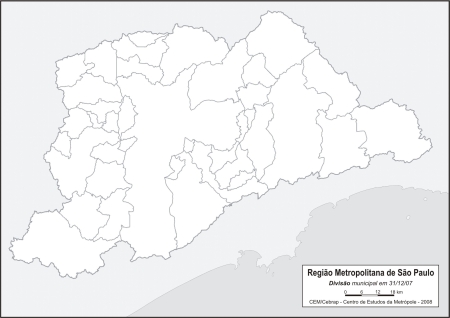 Região Metropolitana de São Paulo
Divisão municipal em 31/12/07
0 6 12 18 km
CEM/Cebrap - Centro de Estudos da Metrópole - 2008